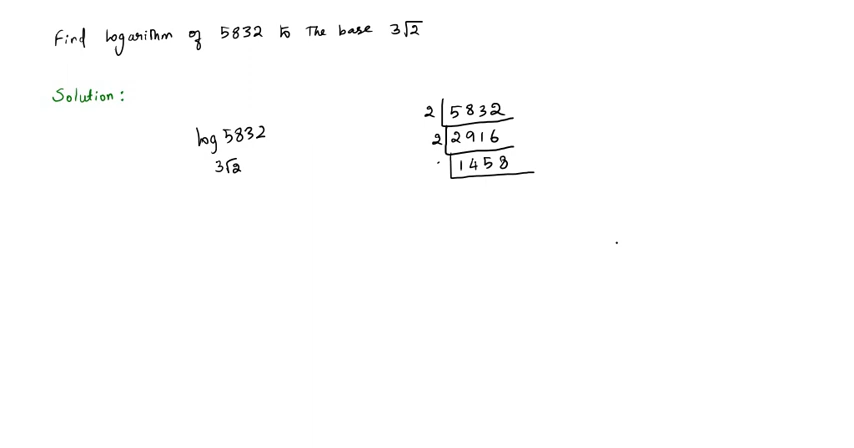 Find logarithm of 5832 to The base 3√2
Solution:
log 5832
3√2
2 5832
2 2916
1458